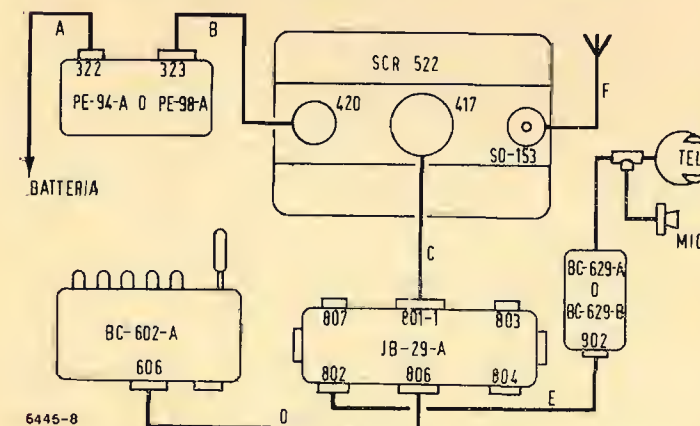 A
B
322
323
PE-94-A O PE-98-A
BATTERIA
SCR 522
420
417
SO-153
F
TEL
MIC
C
BC-629-A
O
BC-629-B
902
BC-602-A
606
807
801-1
803
JB-29-A
802
806
804
E
D
6445-8